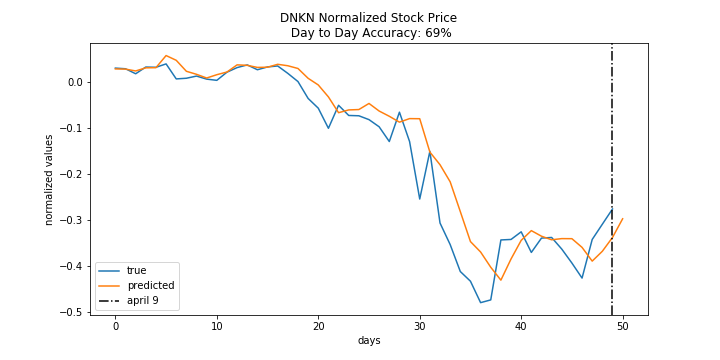 DNKN Normalized Stock Price
Day to Day Accuracy: 69%
normalized values
0.0
−0.1
−0.2
−0.3
−0.4
−0.5
true
predicted
april 9
0 10 20 30 40 50
days